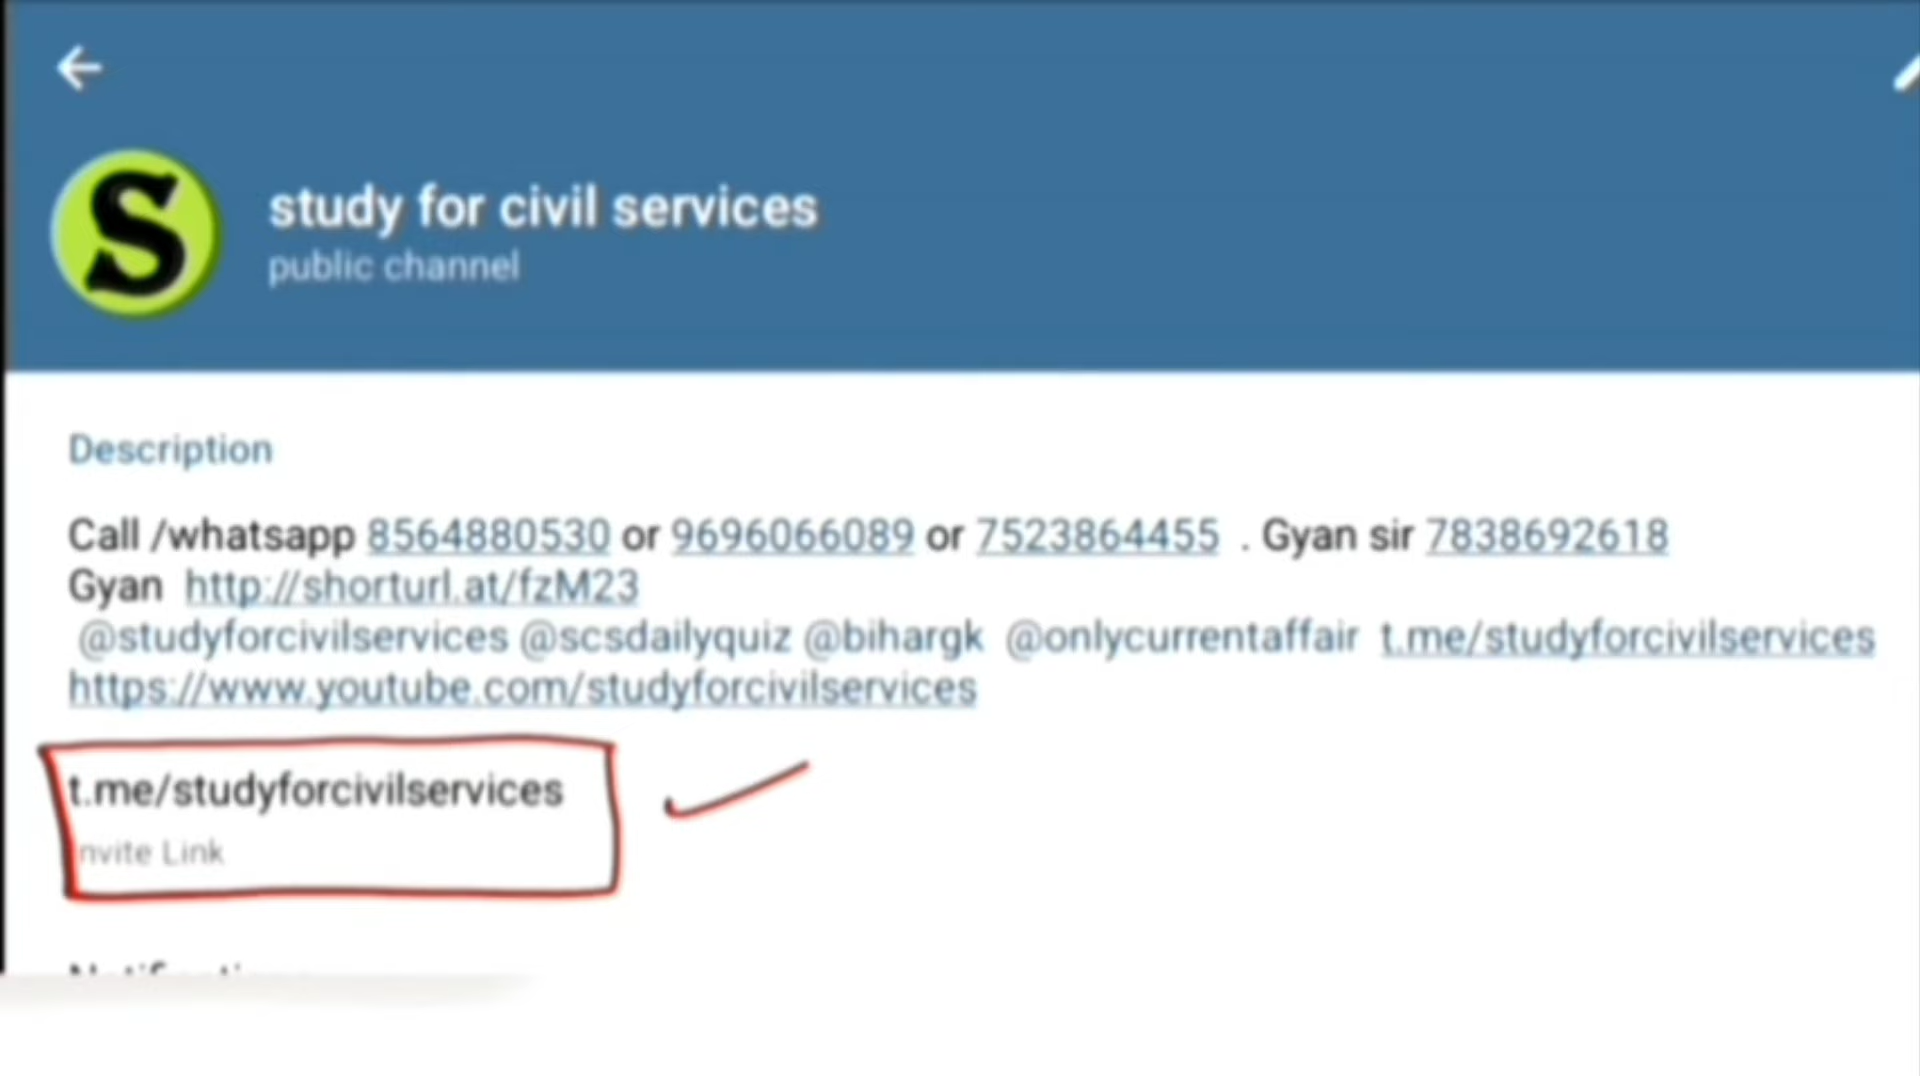 S
study for civil services
public channel
Description
Call /whatsapp 8564880530 or 9696066089 or 7523864455 . Gyan sir 7838692618
Gyan http://shorturl.at/fzM23
@studyforcivilservices @scsdailyquiz @bihargk @onlycurrentaffair t.me/studyforcivilservices
https://www.youtube.com/studyforcivilservices
t.me/studyforcivilservices
Invite Link